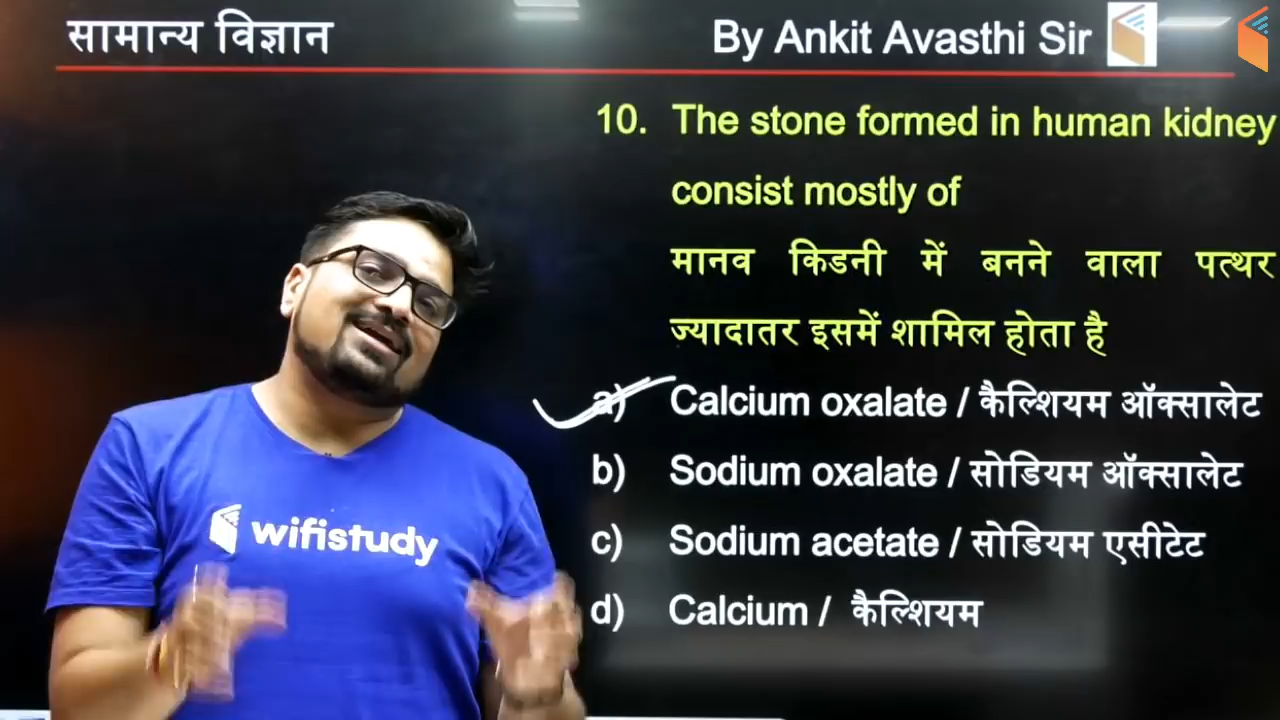 सामान्य विज्ञान
By Ankit Avasthi Sir
10. The stone formed in human kidney
consist mostly of
मानव किडनी में बनने वाला पत्थर
ज्यादातर इसमें शामिल होता है
a) Calcium oxalate / कैल्शियम ऑक्सालेट
b) Sodium oxalate / सोडियम ऑक्सालेट
c) Sodium acetate / सोडियम एसीटेट
d) Calcium / कैल्शियम
wifistudy